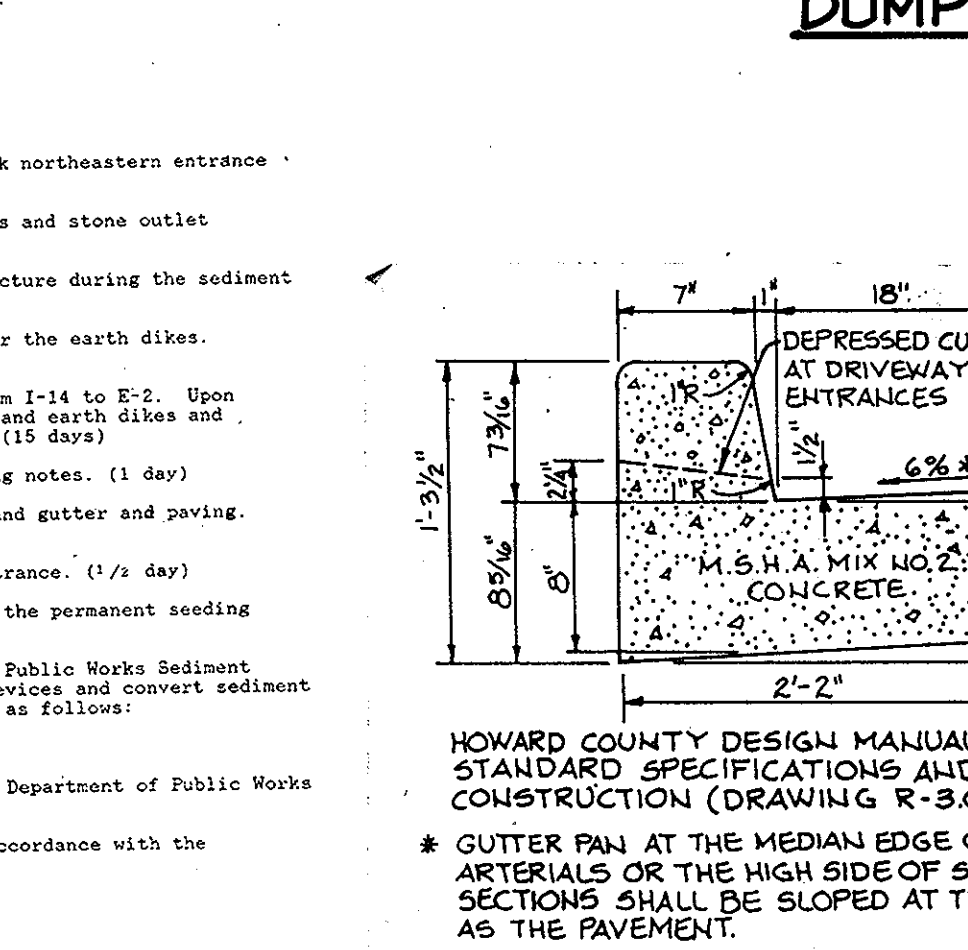 DUMP
k northeastern entrance
s and stone outlet
cture during the sediment
r the earth dikes.
m I-14 to E-2. Upon
and earth dikes and
(15 days)
g notes. (1 day)
nd gutter and paving.
rance. (1/2 day)
the permanent seeding
Public Works Sediment
evices and convert sediment
as follows:
Department of Public Works
ccordance with the
7" 1" 18"
DEPRESSED CU
AT DRIVEWAY
ENTRANCES
1"R
7 3/16"
1 1/2"
1'-3 1/2"
2 1/4"
6% *
1"R
8 5/16"
8"
M.S.H.A. MIX NO.2
CONCRETE
2'-2"
HOWARD COUNTY DESIGN MANUAL
STANDARD SPECIFICATIONS AND
CONSTRUCTION (DRAWING R-3.0
* GUTTER PAN AT THE MEDIAN EDGE O
ARTERIALS OR THE HIGH SIDE OF S
SECTIONS SHALL BE SLOPED AT T
AS THE PAVEMENT.